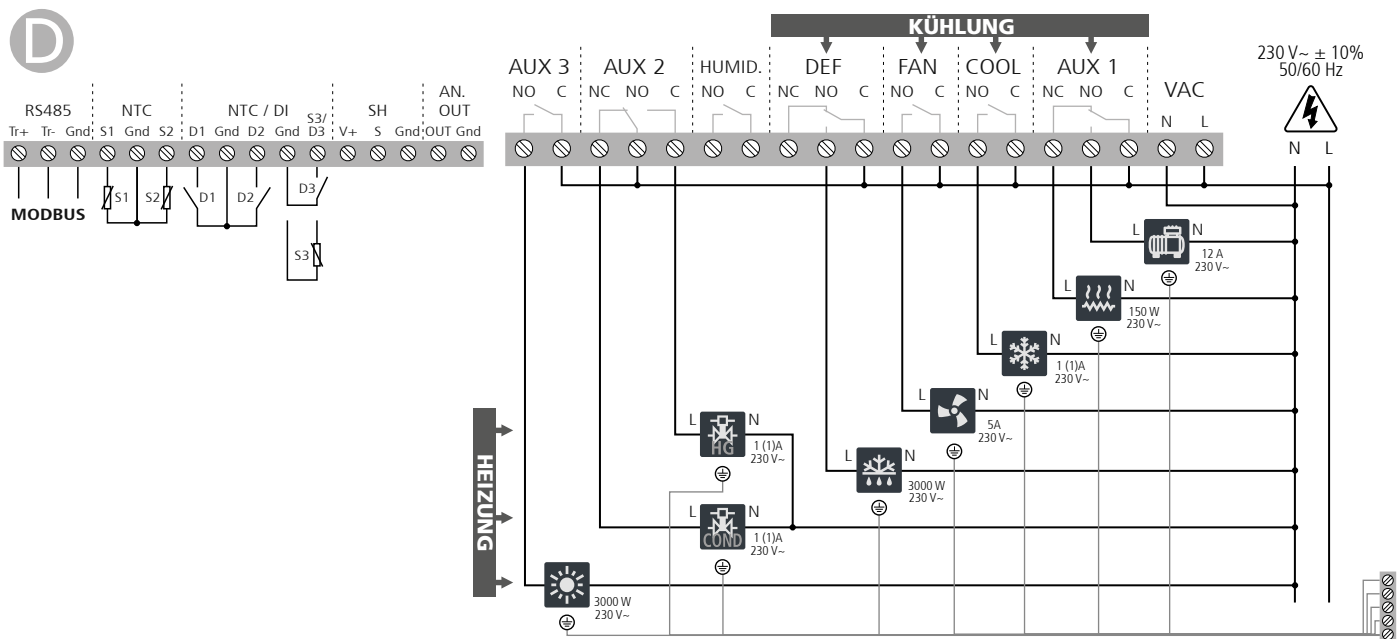 D
KÜHLUNG
230 V~ ± 10%
50/60 Hz
AUX 3 AUX 2 HUMID. DEF FAN COOL AUX 1 VAC
NO C NC NO C NO C NC NO C NO C NO C NC NO C N L
N L
RS485 NTC NTC / DI SH AN. OUT
Tr+ Tr- Gnd S1 Gnd S2 D1 Gnd D2 Gnd S3/D3 V+ S Gnd OUT Gnd
MODBUS
S1 S2 D1 D2 D3
S3
L N
12 A
230 V~
L N
150 W
230 V~
L N
1 (1)A
230 V~
L N
5A
230 V~
L N
3000 W
230 V~
HEIZUNG
L N
HG
1 (1)A
230 V~
L N
COND
1 (1)A
230 V~
3000 W
230 V~